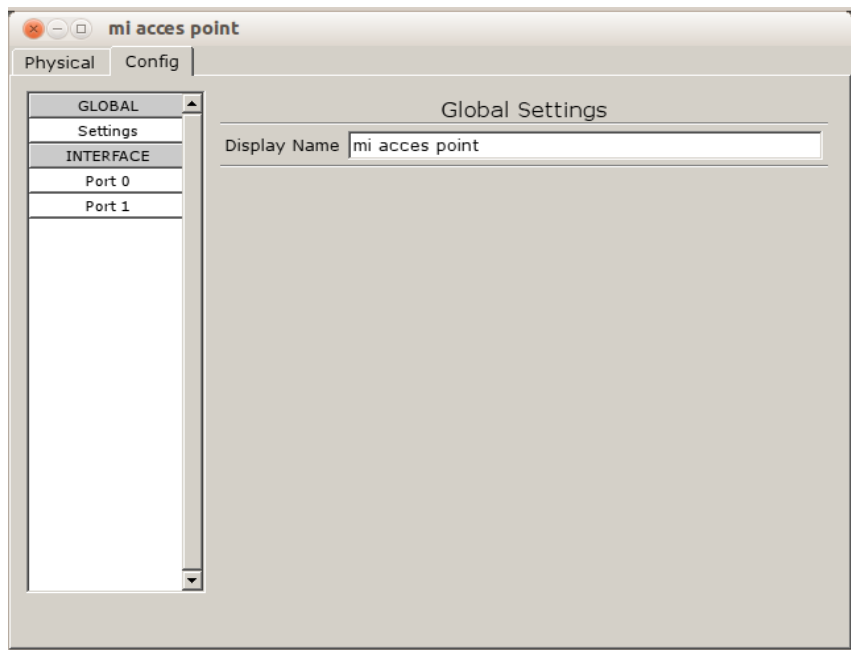 mi acces point
Physical Config
GLOBAL
Settings
INTERFACE
Port 0
Port 1
Global Settings
Display Name mi acces point